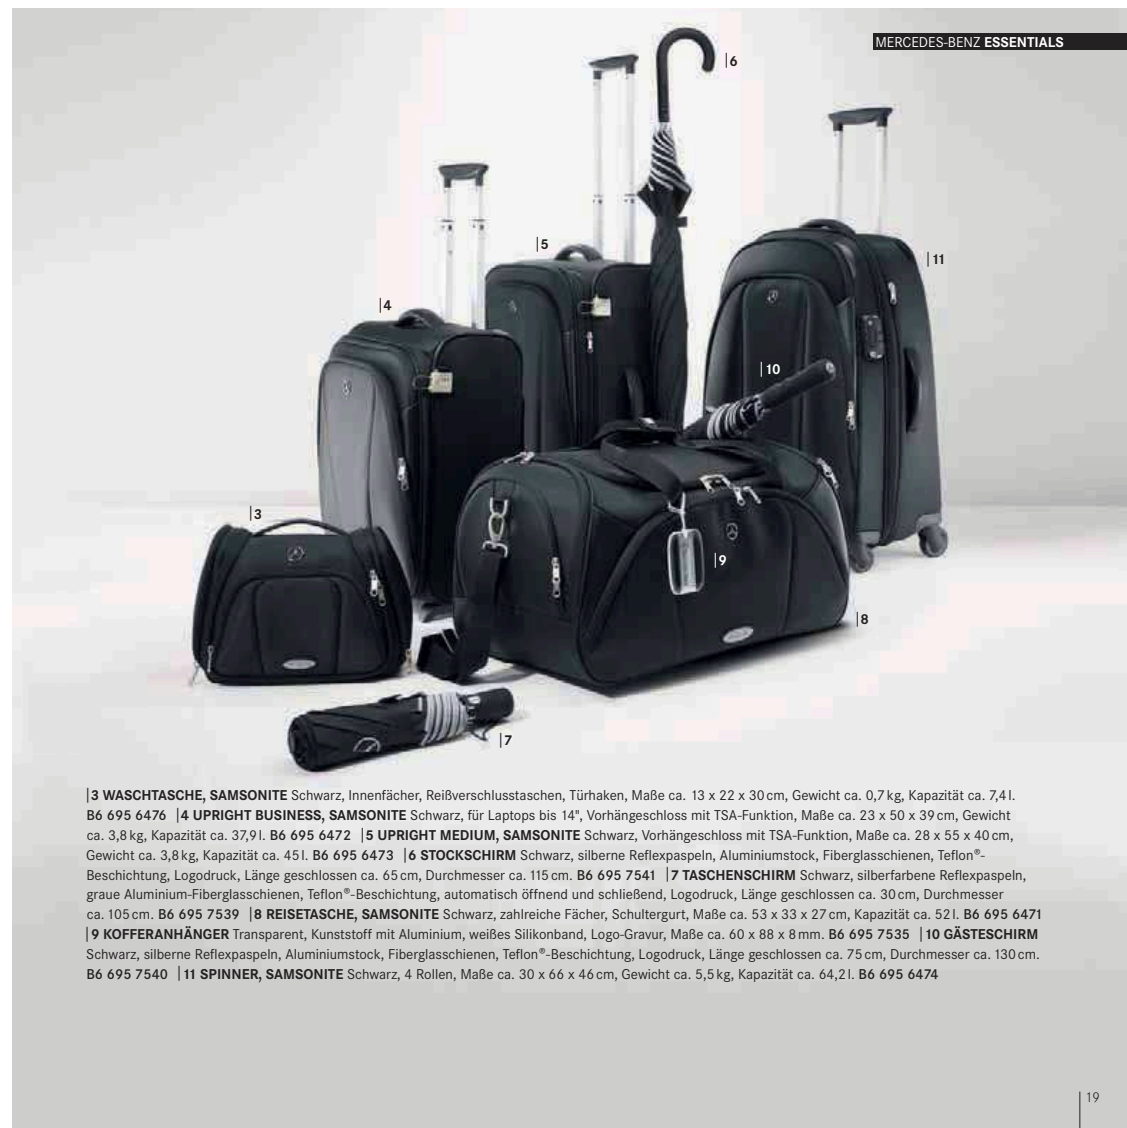 MERCEDES-BENZ ESSENTIALS
|6
|5
|11
|4
|10
|3
|9
|8
|7
|3 WASCHTASCHE, SAMSONITE Schwarz, Innenfächer, Reißverschlusstaschen, Türhaken, Maße ca. 13 x 22 x 30 cm, Gewicht ca. 0,7 kg, Kapazität ca. 7,4 l.
B6 695 6476 |4 UPRIGHT BUSINESS, SAMSONITE Schwarz, für Laptops bis 14", Vorhängeschloss mit TSA-Funktion, Maße ca. 23 x 50 x 39 cm, Gewicht
ca. 3,8 kg, Kapazität ca. 37,9 l. B6 695 6472 |5 UPRIGHT MEDIUM, SAMSONITE Schwarz, Vorhängeschloss mit TSA-Funktion, Maße ca. 28 x 55 x 40 cm,
Gewicht ca. 3,8 kg, Kapazität ca. 45 l. B6 695 6473 |6 STOCKSCHIRM Schwarz, silberne Reflexpaspeln, Aluminiumstock, Fiberglasschienen, Teflon®-
Beschichtung, Logodruck, Länge geschlossen ca. 65 cm, Durchmesser ca. 115 cm. B6 695 7541 |7 TASCHENSCHIRM Schwarz, silberfarbene Reflexpaspeln,
graue Aluminium-Fiberglasschienen, Teflon®-Beschichtung, automatisch öffnend und schließend, Logodruck, Länge geschlossen ca. 30 cm, Durchmesser
ca. 105 cm. B6 695 7539 |8 REISETASCHE, SAMSONITE Schwarz, zahlreiche Fächer, Schultergurt, Maße ca. 53 x 33 x 27 cm, Kapazität ca. 52 l. B6 695 6471
|9 KOFFERANHÄNGER Transparent, Kunststoff mit Aluminium, weißes Silikonband, Logo-Gravur, Maße ca. 60 x 88 x 8 mm. B6 695 7535 |10 GÄSTESCHIRM
Schwarz, silberne Reflexpaspeln, Aluminiumstock, Fiberglasschienen, Teflon®-Beschichtung, Logodruck, Länge geschlossen ca. 75 cm, Durchmesser ca. 130 cm.
B6 695 7540 |11 SPINNER, SAMSONITE Schwarz, 4 Rollen, Maße ca. 30 x 66 x 46 cm, Gewicht ca. 5,5 kg, Kapazität ca. 64,2 l. B6 695 6474
19